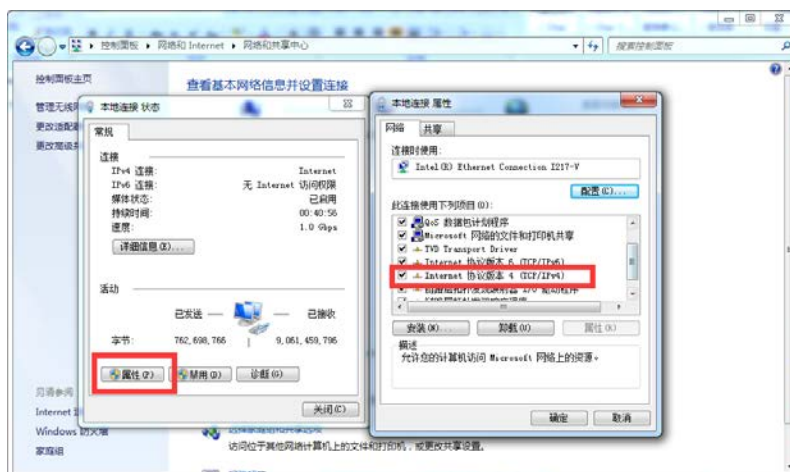 控制面板 ▸ 网络和 Internet ▸ 网络和共享中心
搜索控制面板
控制面板主页
查看基本网络信息并设置连接
本地连接 状态
常规
连接
IPv4 连接: Internet
IPv6 连接: 无 Internet 访问权限
媒体状态: 已启用
持续时间: 00:40:56
速度: 1.0 Gbps
详细信息(E)...
活动
已发送 — — 已接收
字节: 762,698,766 | 9,061,459,796
属性(P)
禁用(D)
诊断(G)
关闭(C)
本地连接 属性
网络
共享
连接时使用:
Intel(R) Ethernet Connection I217-V
配置(C)...
此连接使用下列项目(O):
QoS 数据包计划程序
Microsoft 网络的文件和打印机共享
TVD Transport Driver
Internet 协议版本 6 (TCP/IPv6)
Internet 协议版本 4 (TCP/IPv4)
安装(N)...
卸载(U)
属性(R)
描述
允许您的计算机访问 Microsoft 网络上的资源。
确定
取消
Internet
Windows 防火墙
家庭组
访问位于其他网络计算机上的文件和打印机,或更改共享设置。